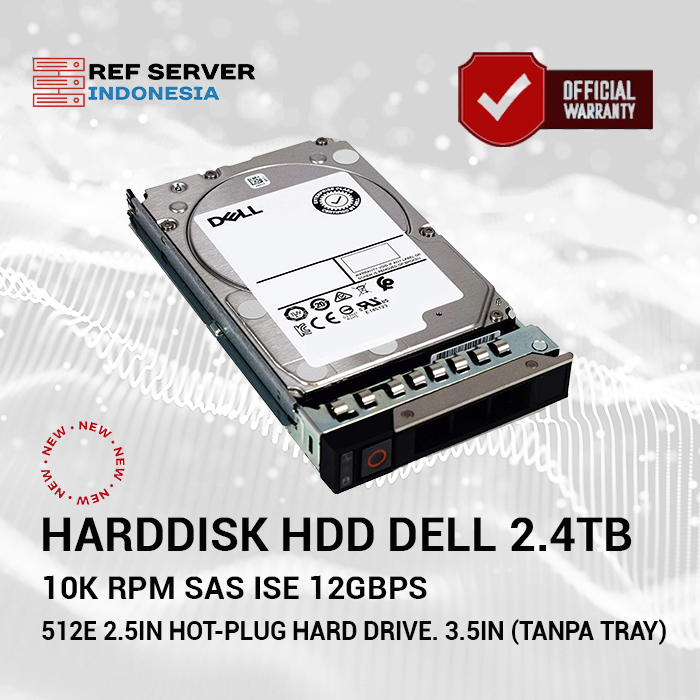 REF SERVER
INDONESIA
OFFICIAL
WARRANTY
DELL
NEW • NEW • NEW • NEW • NEW •
HARDDISK HDD DELL 2.4TB
10K RPM SAS ISE 12GBPS
512E 2.5IN HOT-PLUG HARD DRIVE. 3.5IN (TANPA TRAY)